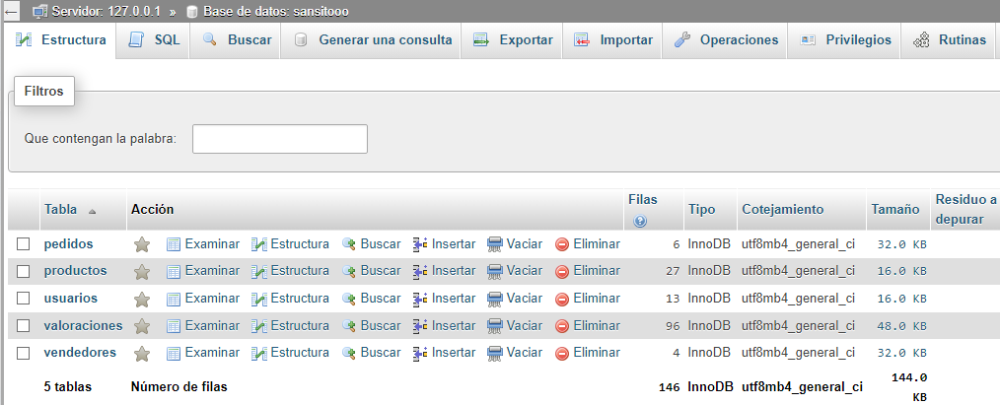 ← Servidor: 127.0.0.1 » Base de datos: sansitooo
Estructura SQL Buscar Generar una consulta Exportar Importar Operaciones Privilegios Rutinas
Filtros
Que contengan la palabra:
Tabla Acción Filas Tipo Cotejamiento Tamaño Residuo a depurar
pedidos Examinar Estructura Buscar Insertar Vaciar Eliminar 6 InnoDB utf8mb4_general_ci 32.0 KB
productos Examinar Estructura Buscar Insertar Vaciar Eliminar 27 InnoDB utf8mb4_general_ci 16.0 KB
usuarios Examinar Estructura Buscar Insertar Vaciar Eliminar 13 InnoDB utf8mb4_general_ci 16.0 KB
valoraciones Examinar Estructura Buscar Insertar Vaciar Eliminar 96 InnoDB utf8mb4_general_ci 48.0 KB
vendedores Examinar Estructura Buscar Insertar Vaciar Eliminar 4 InnoDB utf8mb4_general_ci 32.0 KB
5 tablas Número de filas 146 InnoDB utf8mb4_general_ci 144.0 KB